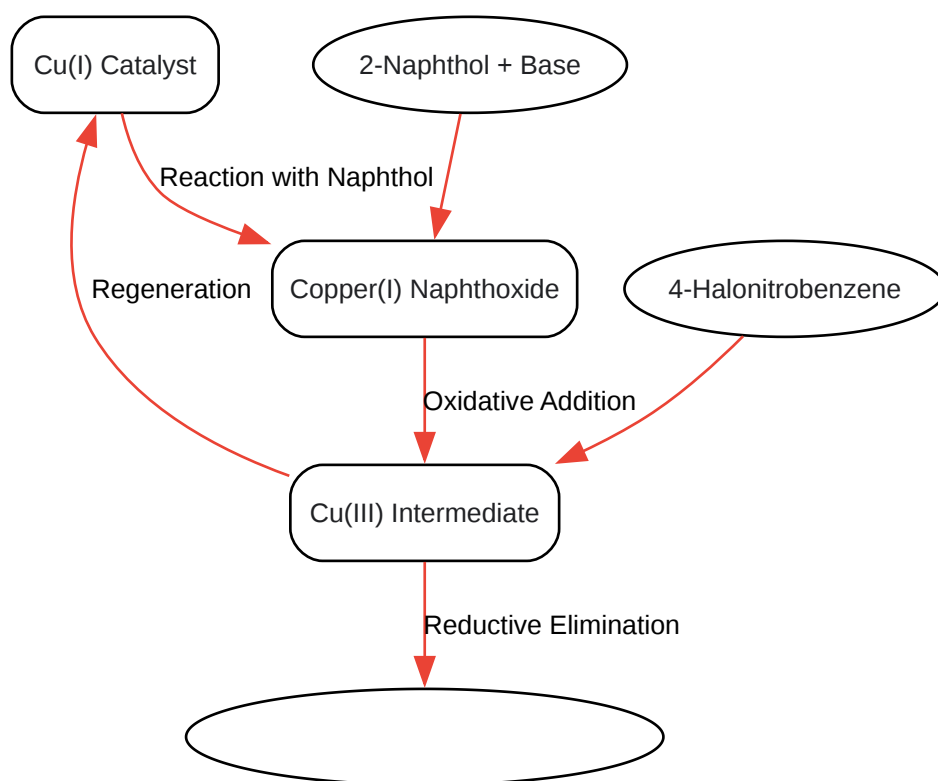 Cu(I) Catalyst
2-Naphthol + Base
Reaction with Naphthol
Regeneration
Copper(I) Naphthoxide
4-Halonitrobenzene
Oxidative Addition
Cu(III) Intermediate
Reductive Elimination